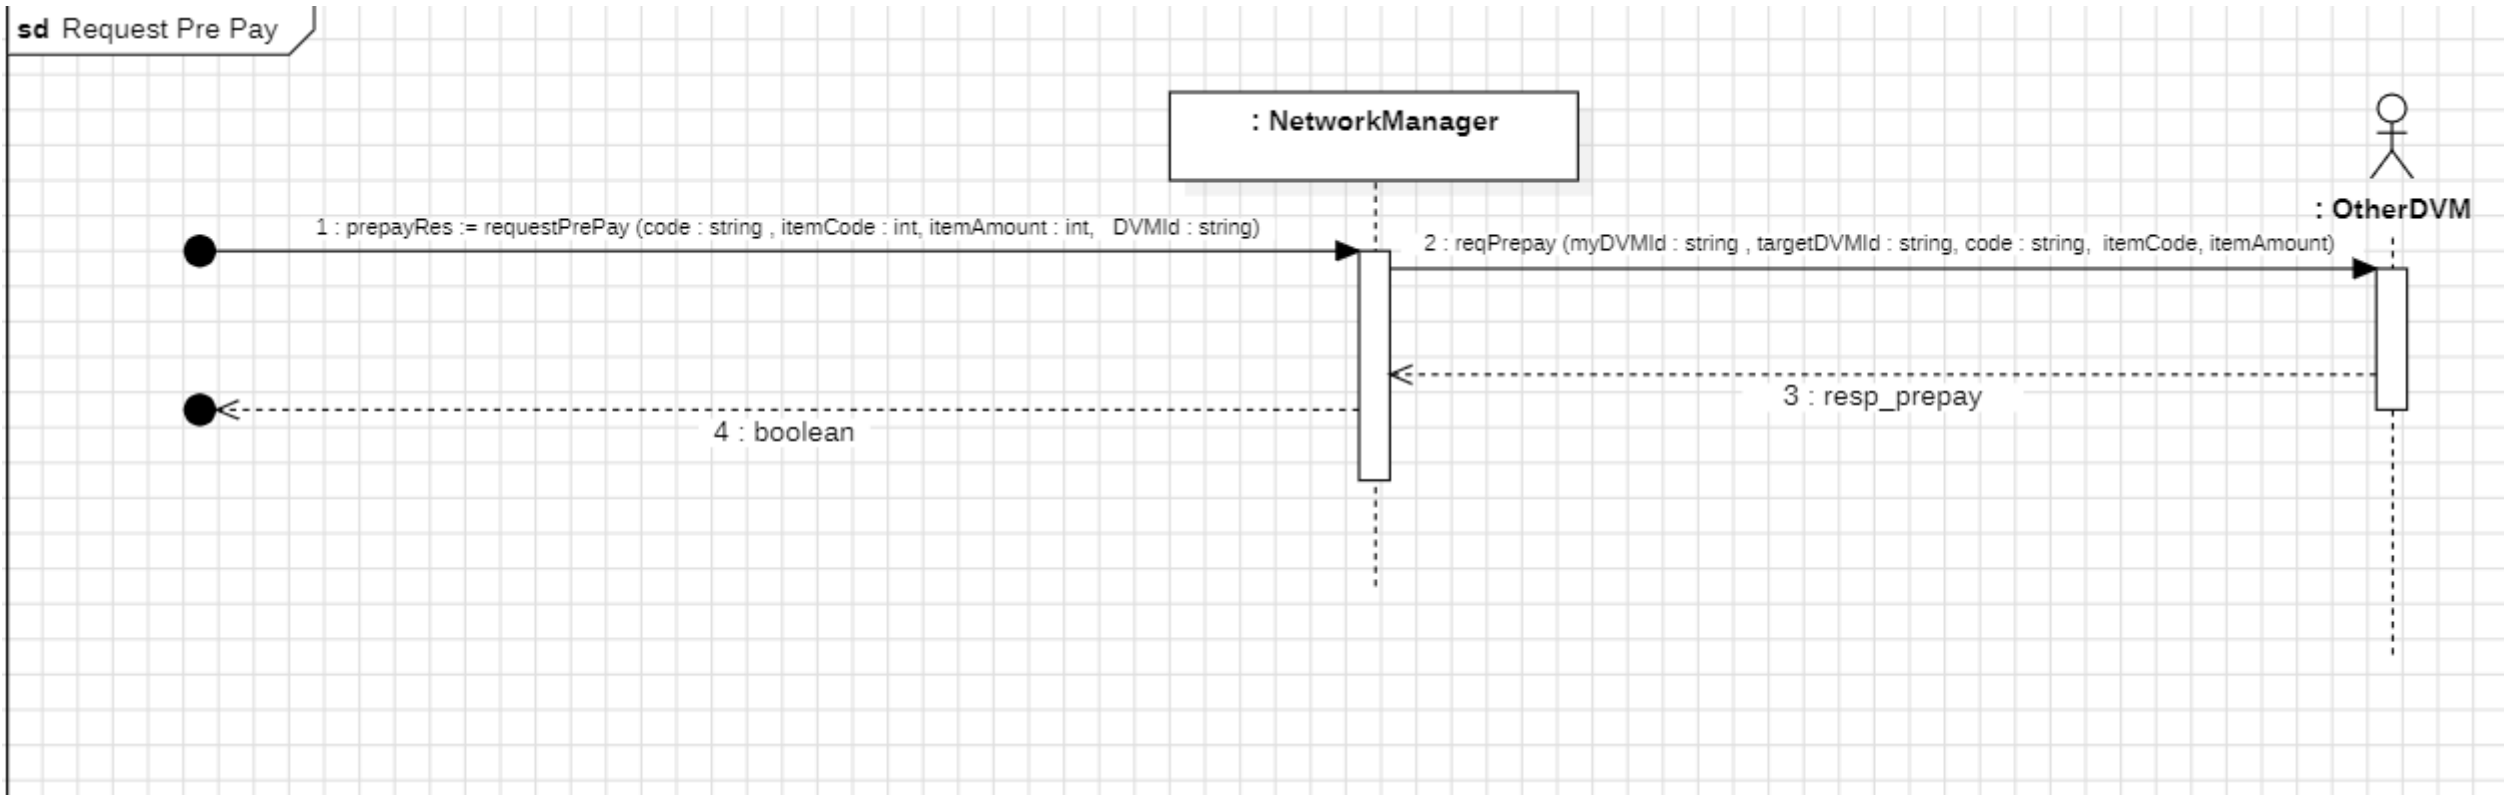 sd Request Pre Pay
: NetworkManager
: OtherDVM
1 : prepayRes := requestPrePay (code : string , itemCode : int, itemAmount : int, DVMId : string)
2 : reqPrepay (myDVMId : string , targetDVMId : string, code : string, itemCode, itemAmount)
3 : resp_prepay
4 : boolean